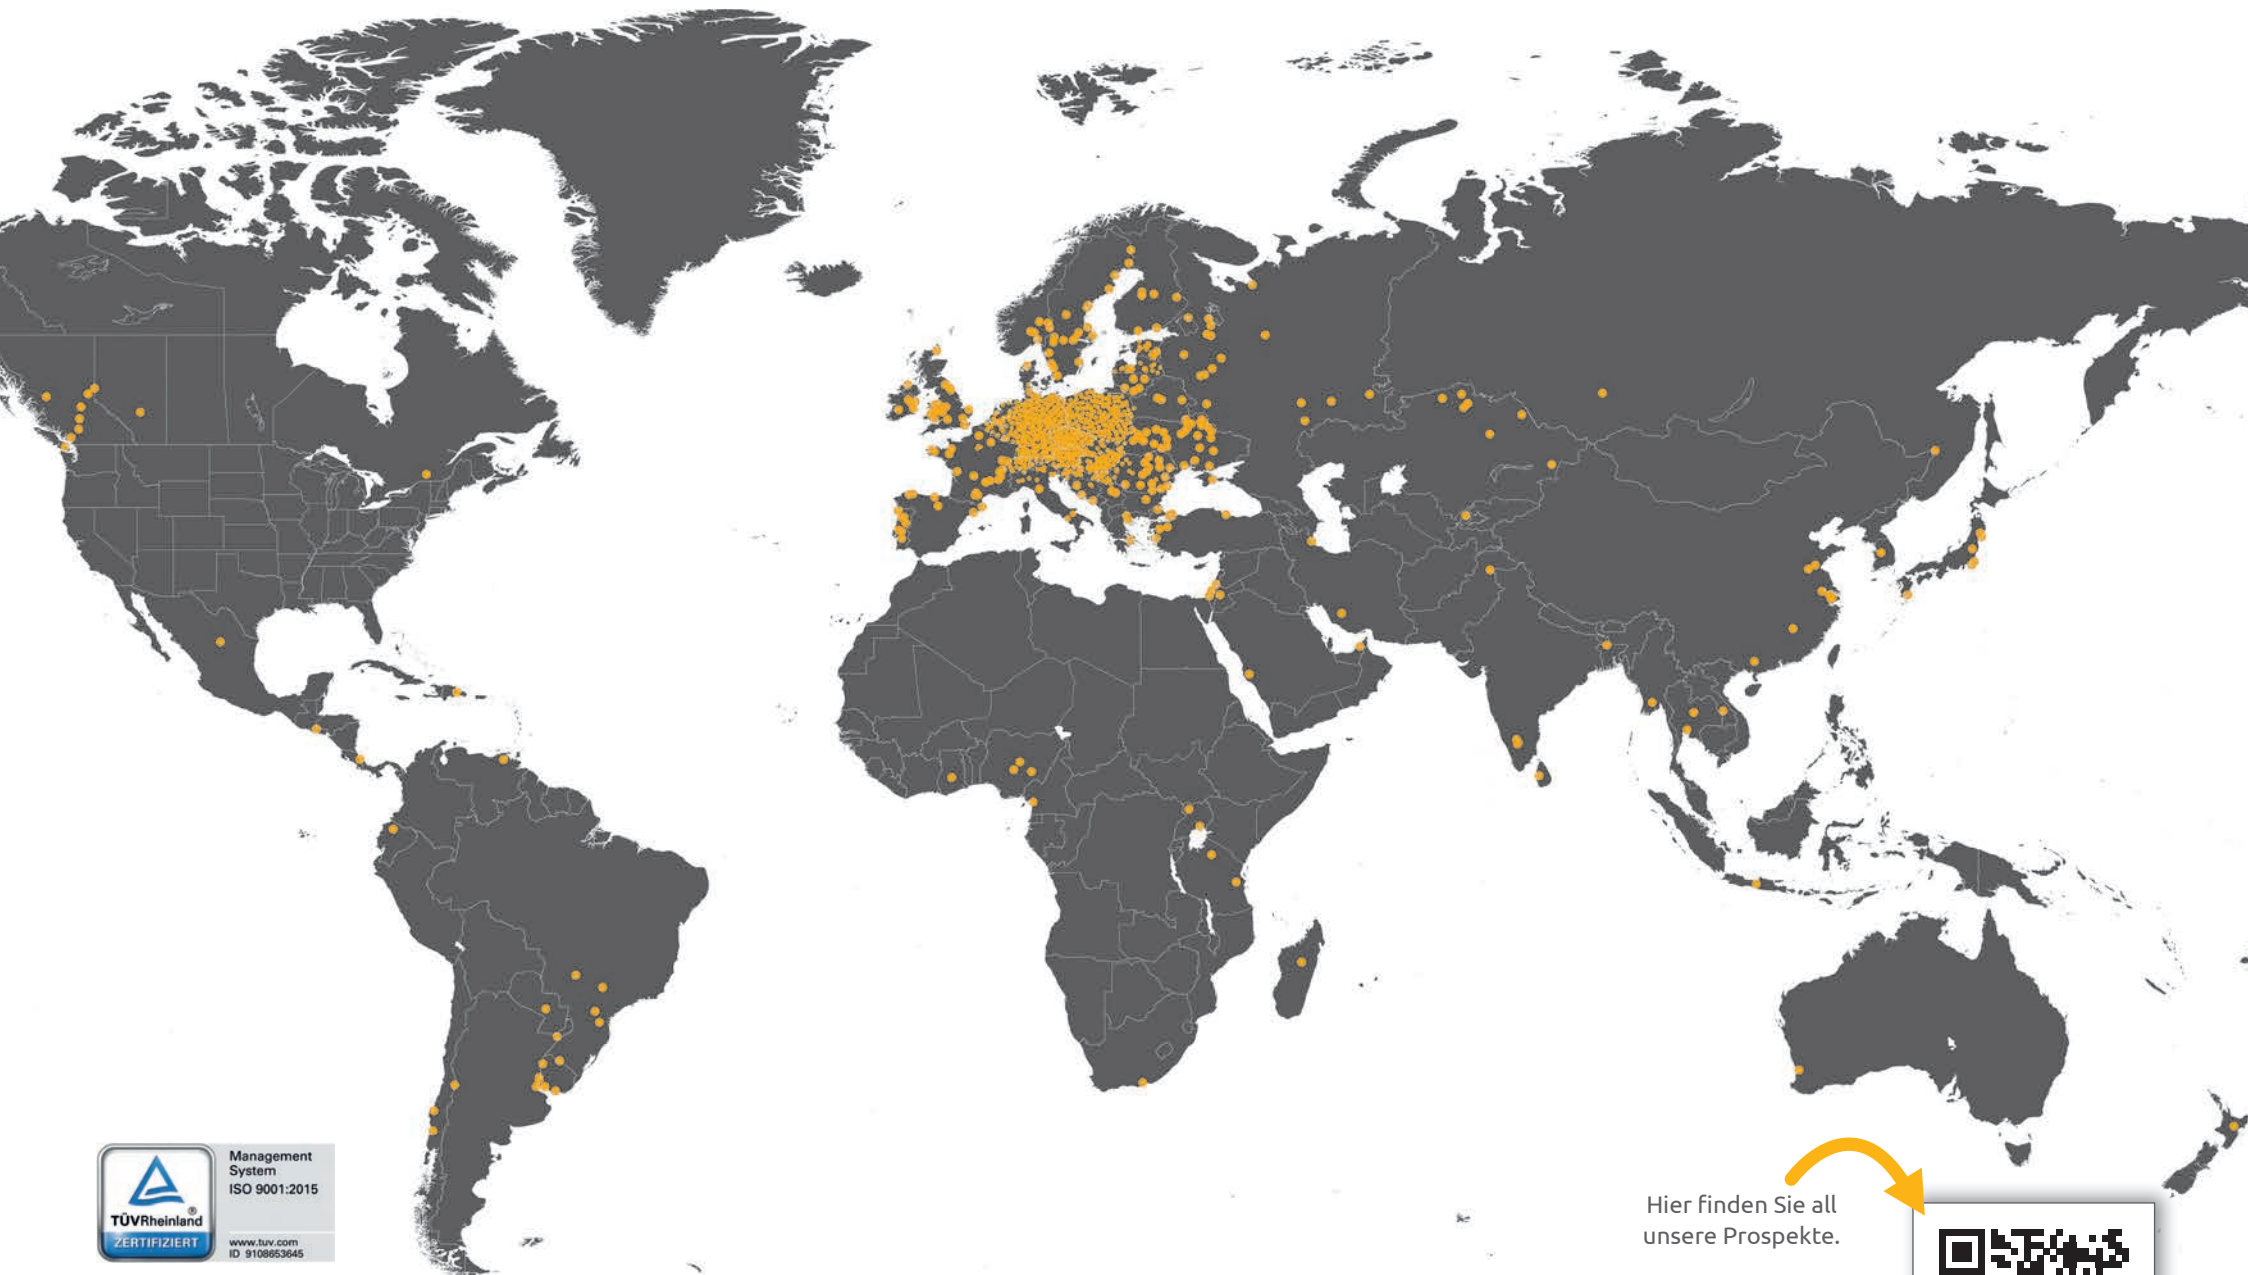 Management
System
ISO 9001:2015
TÜVRheinland®
ZERTIFIZIERT
www.tuv.com
ID 9108653645
Hier finden Sie all
unsere Prospekte.